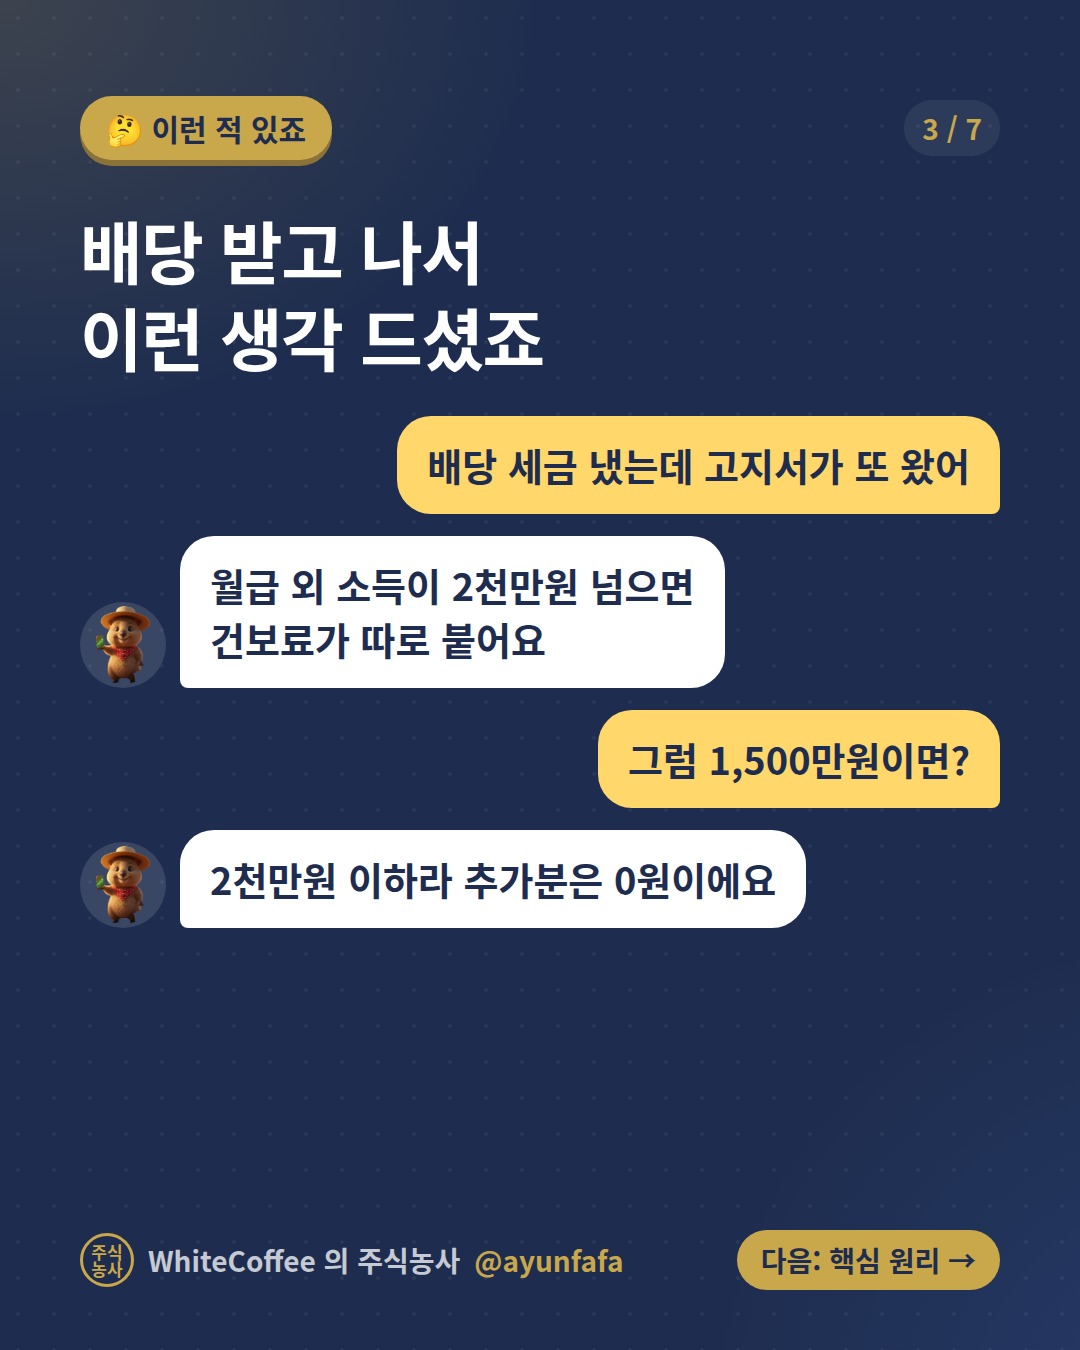 🤔 이런 적 있죠
3 / 7
배당 받고 나서
이런 생각 드셨죠
배당 세금 냈는데 고지서가 또 왔어
월급 외 소득이 2천만원 넘으면
건보료가 따로 붙어요
그럼 1,500만원이면?
2천만원 이하라 추가분은 0원이에요
주식
농사
WhiteCoffee 의 주식농사 @ayunfafa
다음: 핵심 원리 →